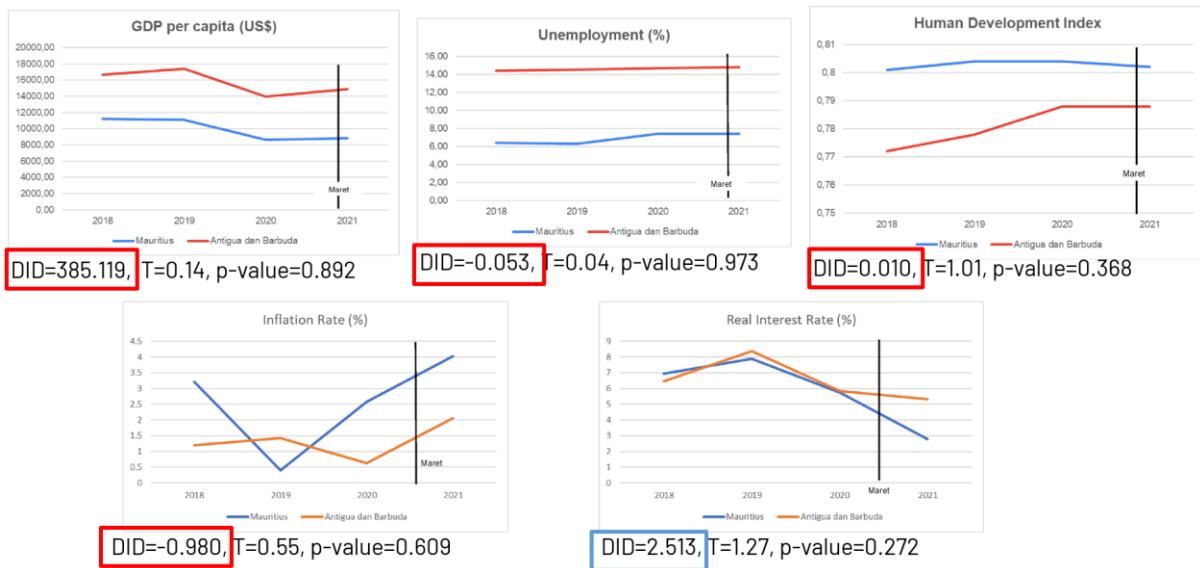 GDP per capita (US$)
20000,00
18000,00
16000,00
14000,00
12000,00
10000,00
8000,00
6000,00
4000,00
2000,00
0,00
Maret
2018 2019 2020 2021
Mauritius Antigua dan Barbuda
DID=385.119, T=0.14, p-value=0.892
Unemployment (%)
16,00
14,00
12,00
10,00
8,00
6,00
4,00
2,00
0,00
Maret
2018 2019 2020 2021
Mauritius Antigua dan Barbuda
DID=-0.053, T=0.04, p-value=0.973
Human Development Index
0,81
0,8
0,79
0,78
0,77
0,76
0,75
Maret
2018 2019 2020 2021
Mauritius Antigua dan Barbuda
DID=0.010, T=1.01, p-value=0.368
Inflation Rate (%)
4.5
4
3.5
3
2.5
2
1.5
1
0.5
0
Maret
2018 2019 2020 2021
Mauritius Antigua dan Barbuda
DID=-0.980, T=0.55, p-value=0.609
Real Interest Rate (%)
9
8
7
6
5
4
3
2
1
0
Maret
2018 2019 2020 2021
Mauritius Antigua dan Barbuda
DID=2.513, T=1.27, p-value=0.272